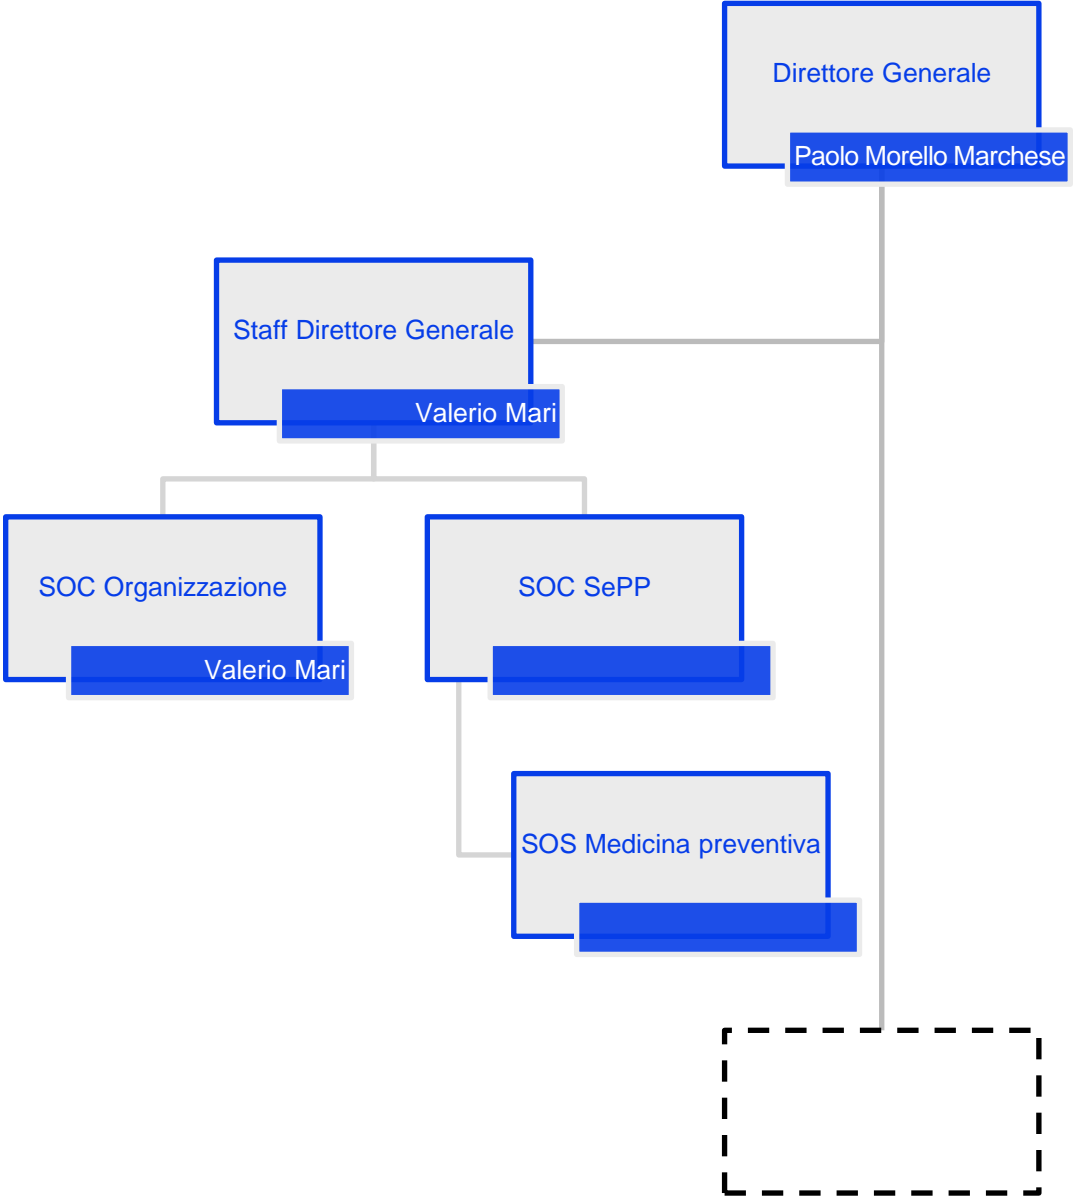 Direttore Generale
Paolo Morello Marchese
Staff Direttore Generale
Valerio Mari
SOC Organizzazione
Valerio Mari
SOC SePP
SOS Medicina preventiva